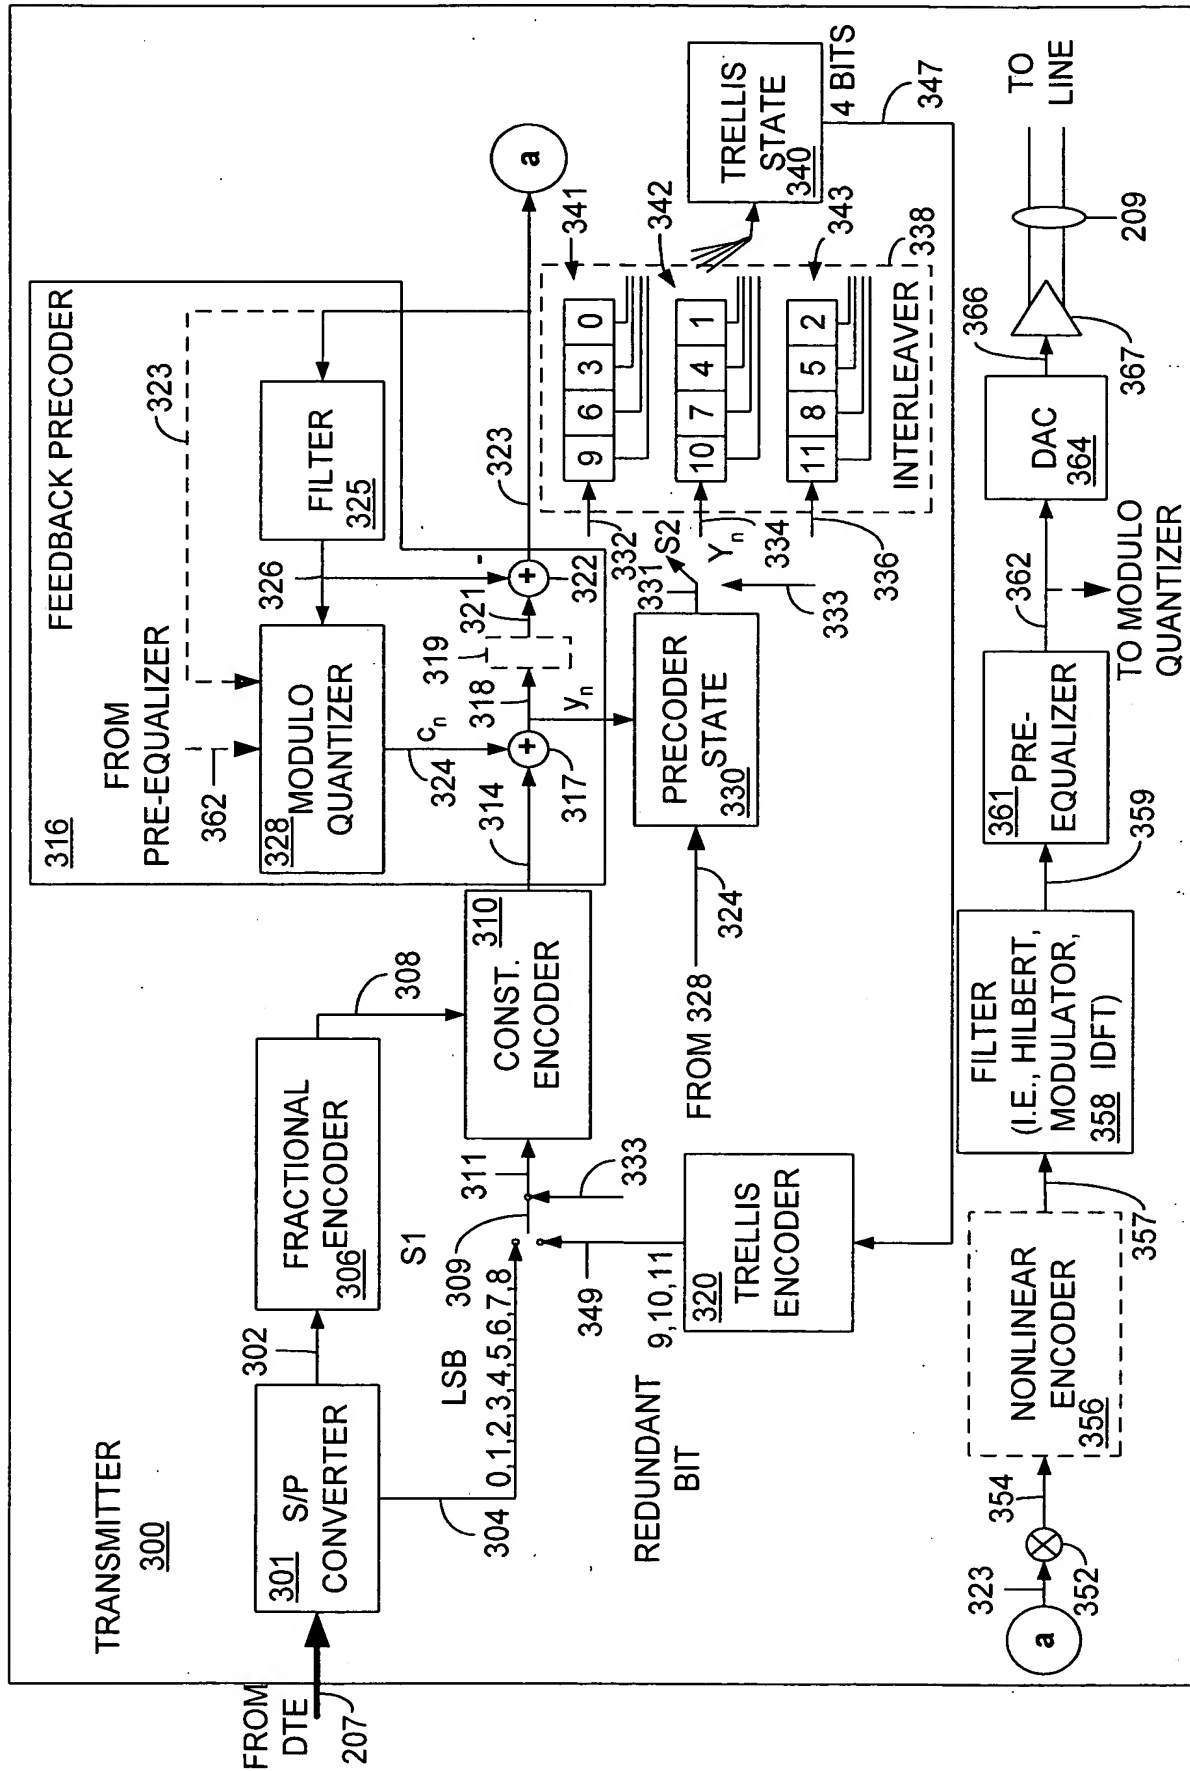 TRANSMITTER
300
FROM
DTE
207
301
S/P
CONVERTER
302
304
FRACTIONAL
ENCODER
306
308
LSB
0,1,2,3,4,5,6,7,8
S1
309
311
333
349
REDUNDANT
BIT
9,10,11
320
TRELLIS
ENCODER
310
CONST.
ENCODER
314
316
FEEDBACK PRECODER
FROM
PRE-EQUALIZER
362
323
328
MODULO
QUANTIZER
FILTER
325
326
324
cn
317
318
yn
319
321
322
-
+
+
323
a
FROM 328
324
PRECODER
STATE
330
331
S2
333
332
Yn
334
336
9 6 3 0
10 7 4 1
11 8 5 2
341
342
343
338
INTERLEAVER
TRELLIS
STATE
340
4 BITS
347
a
323
352
354
NONLINEAR
ENCODER
356
357
FILTER
(I.E., HILBERT,
MODULATOR,
358 IDFT)
359
361
PRE-
EQUALIZER
362
TO MODULO
QUANTIZER
DAC
364
366
367
209
TO
LINE